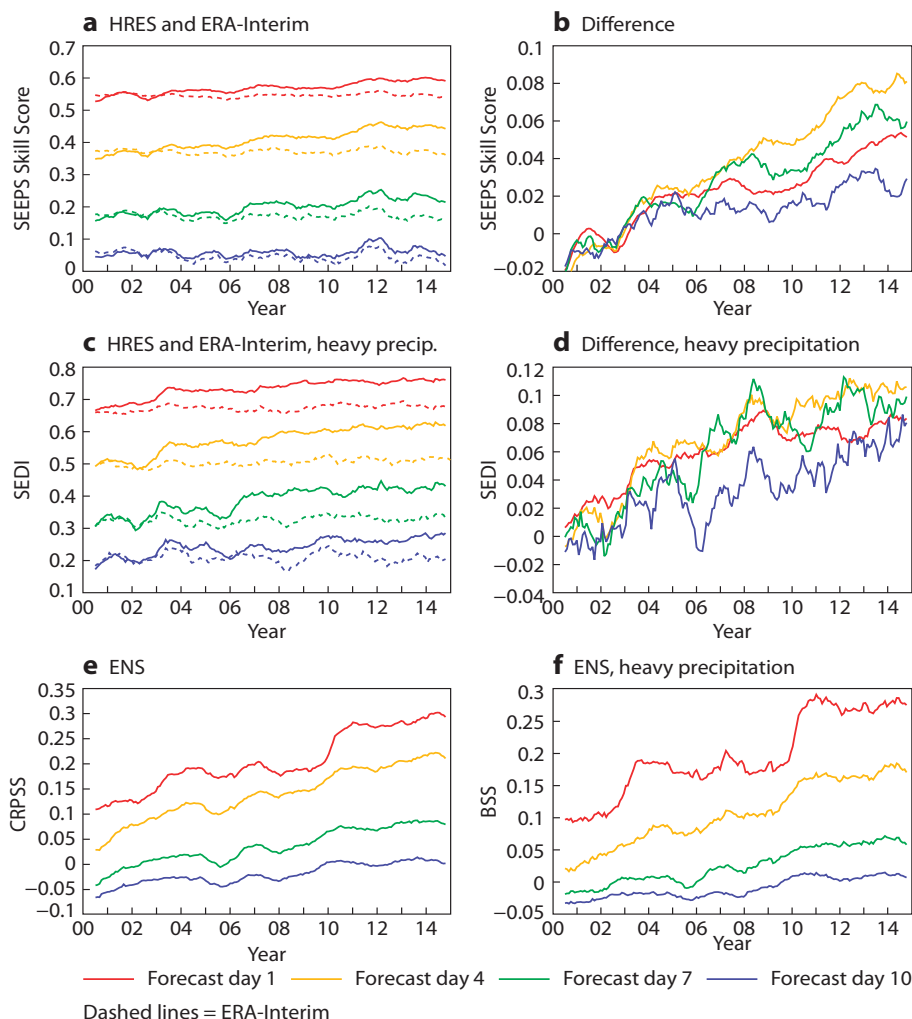 a HRES and ERA-Interim
0.7
0.6
0.5
0.4
0.3
0.2
0.1
0
SEEPS Skill Score
00 02 04 06 08 10 12 14
Year
b Difference
0.1
0.08
0.06
0.04
0.02
0
−0.02
SEEPS Skill Score
00 02 04 06 08 10 12 14
Year
c HRES and ERA-Interim, heavy precip.
0.8
0.7
0.6
0.5
0.4
0.3
0.2
0.1
SEDI
00 02 04 06 08 10 12 14
Year
d Difference, heavy precipitation
0.12
0.1
0.08
0.06
0.04
0.02
0
−0.02
−0.04
SEDI
00 02 04 06 08 10 12 14
Year
e ENS
0.35
0.3
0.25
0.2
0.15
0.1
0.05
0
−0.05
−0.1
CRPSS
00 02 04 06 08 10 12 14
Year
f ENS, heavy precipitation
0.3
0.25
0.2
0.15
0.1
0.05
0
−0.05
BSS
00 02 04 06 08 10 12 14
Year
Forecast day 1 Forecast day 4 Forecast day 7 Forecast day 10
Dashed lines = ERA-Interim